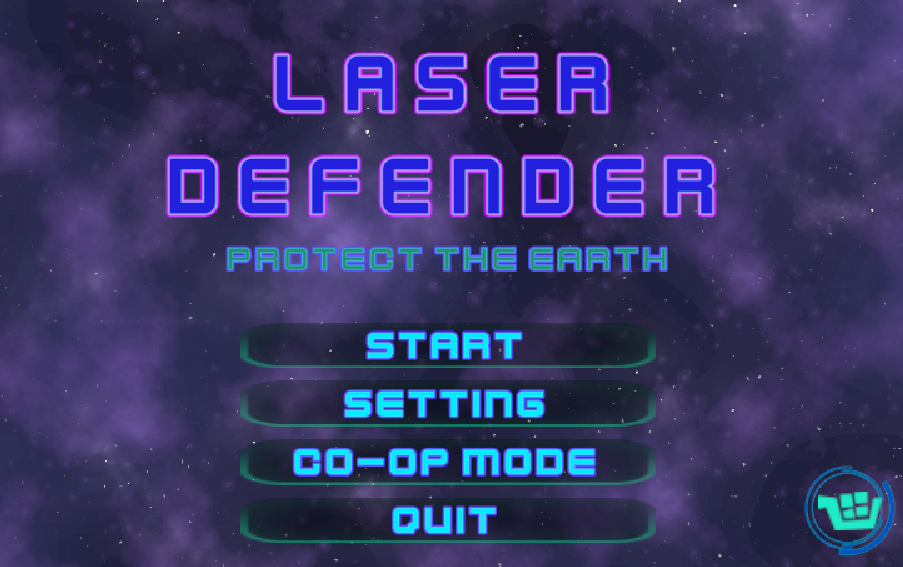 LASER
DEFENDER
PROTECT THE EARTH
START
SETTING
CO-OP MODE
QUIT